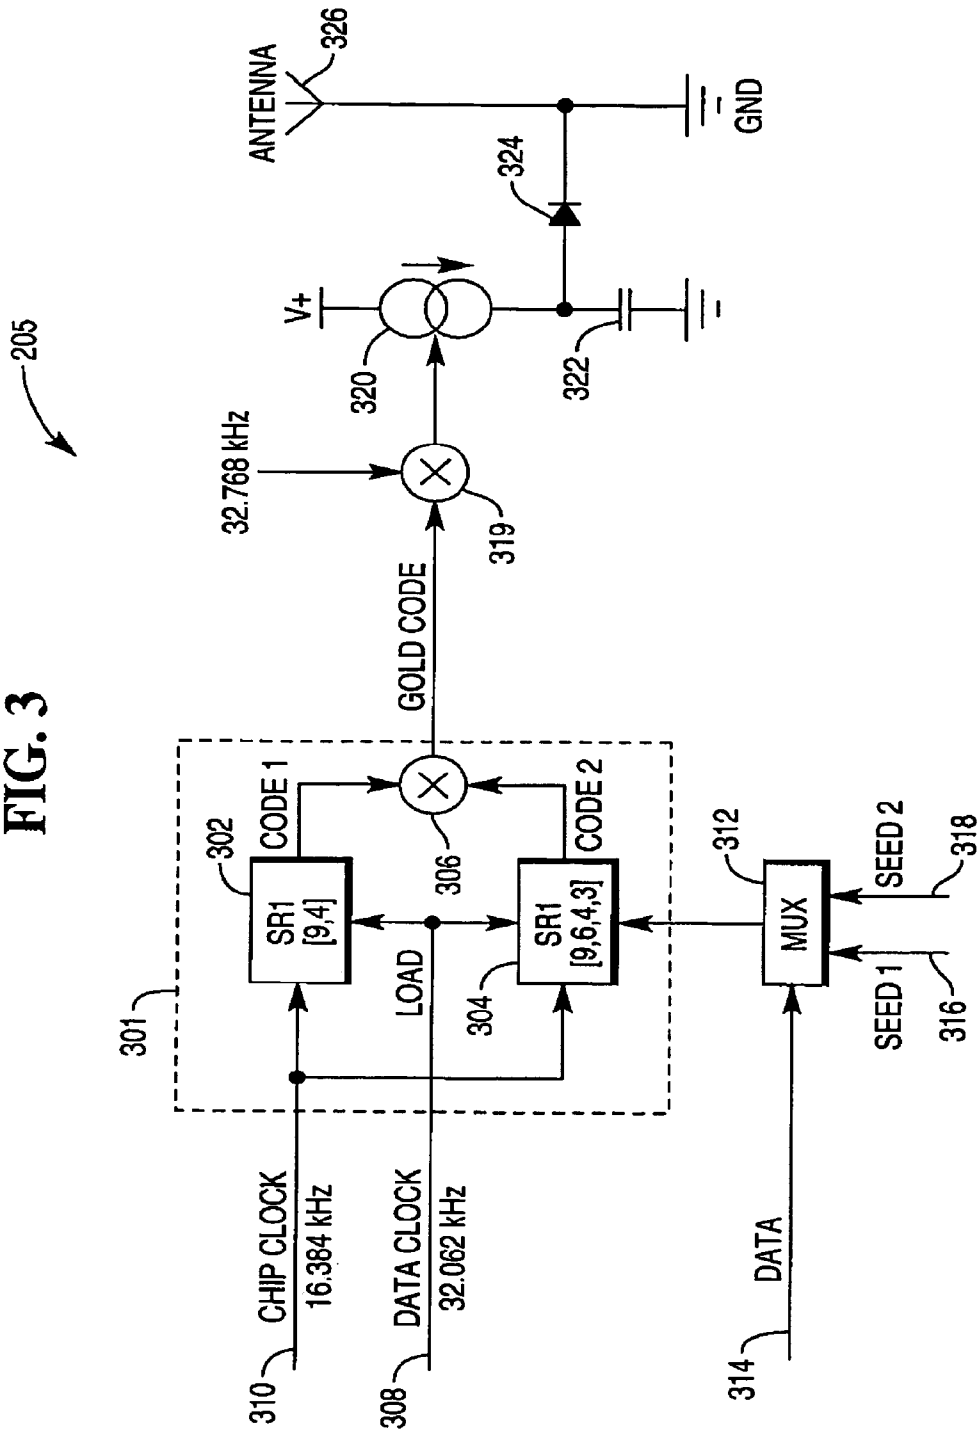 FIG. 3
205
301
CHIP CLOCK
16.384 kHz
310
DATA CLOCK
32.062 kHz
308
LOAD
302
SR1
[9,4]
CODE 1
304
SR1
[9,6,4,3]
CODE 2
306
GOLD CODE
32.768 kHz
319
V+
320
322
324
ANTENNA
326
GND
DATA
314
MUX
312
SEED 1
316
SEED 2
318